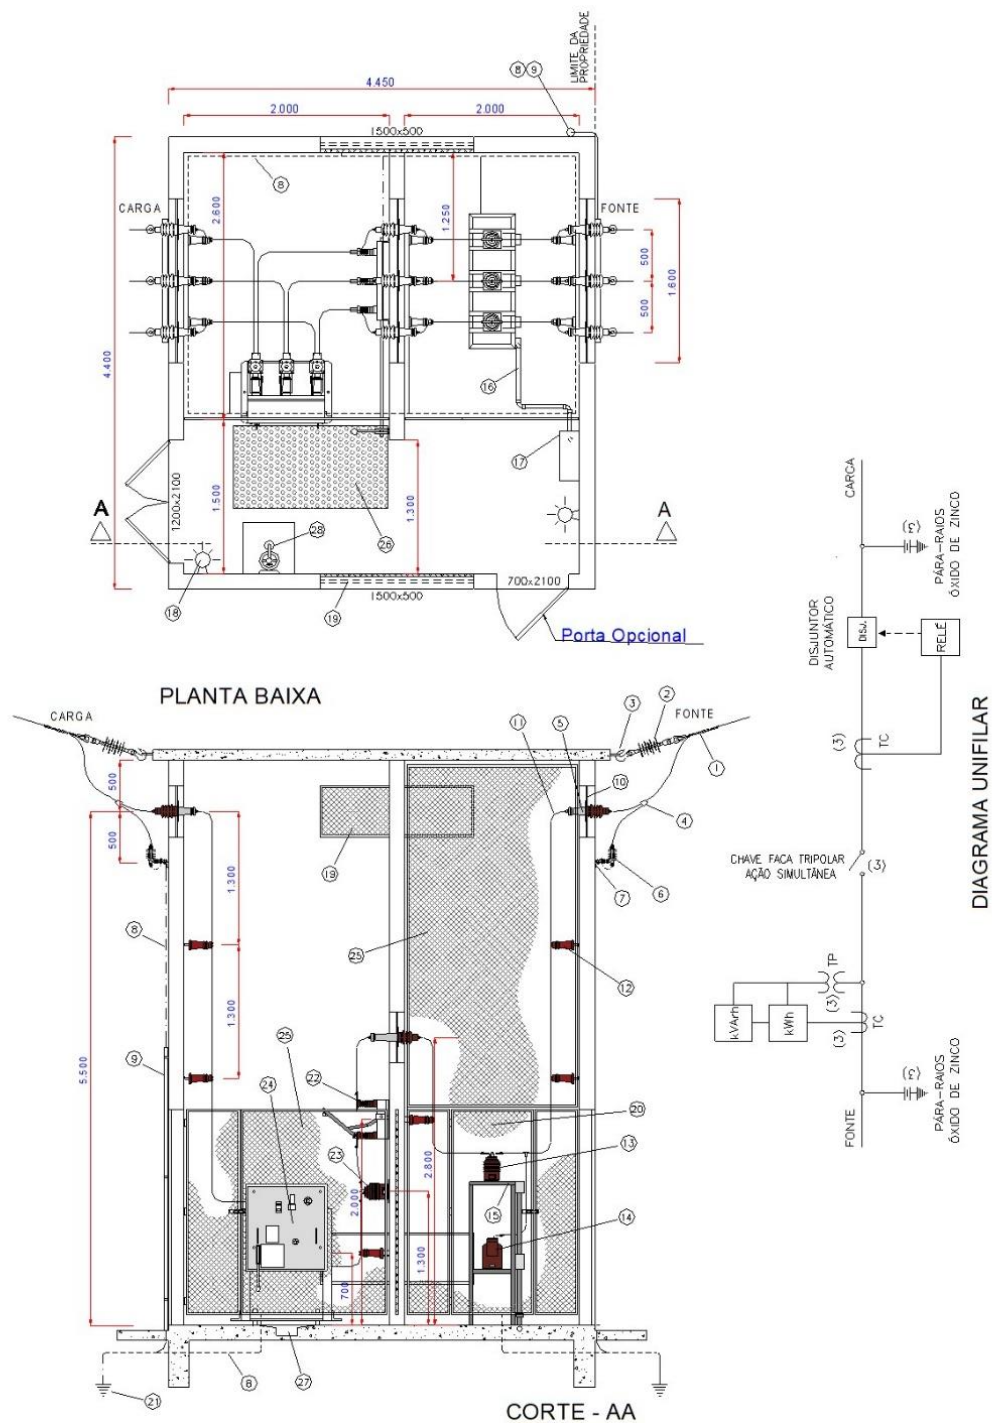 LIMITE DA
PROPRIEDADE
8 9
4.450
2.000 2.000
1500x500
8
CARGA FONTE
2.600
1.250
500
500
1.600
4.400
16
17
1.500
1.300
1200x2100
A A
28
26
18
19
1500x500
700x2100
Porta Opcional
PLANTA BAIXA
CARGA
FONTE
11
5
3
2
1
10
4
500
500
19
7
6
1.300
8
25
12
1.300
5.500
9
25
24
22
20
23
13
2.000
2.800
15
14
1.300
700
21
8
27
CORTE - AA
CARGA
(3)
PÁRA-RAIOS
ÓXIDO DE ZINCO
DISJUNTOR
AUTOMÁTICO
DISJ.
RELÉ
(3)
TC
CHAVE FACA TRIPOLAR
AÇÃO SIMULTÂNEA
(3)
TP
(3)
kVArh
kWh
(3)
TC
(3)
PÁRA-RAIOS
ÓXIDO DE ZINCO
FONTE
DIAGRAMA UNIFILAR